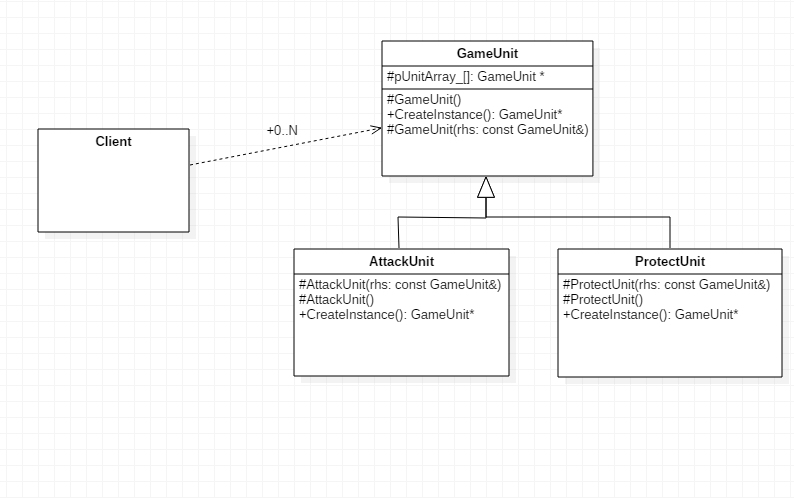 GameUnit
#pUnitArray_[]: GameUnit *
#GameUnit()
+CreateInstance(): GameUnit*
#GameUnit(rhs: const GameUnit&)
+0..N
Client
AttackUnit
#AttackUnit(rhs: const GameUnit&)
#AttackUnit()
+CreateInstance(): GameUnit*
ProtectUnit
#ProtectUnit(rhs: const GameUnit&)
#ProtectUnit()
+CreateInstance(): GameUnit*